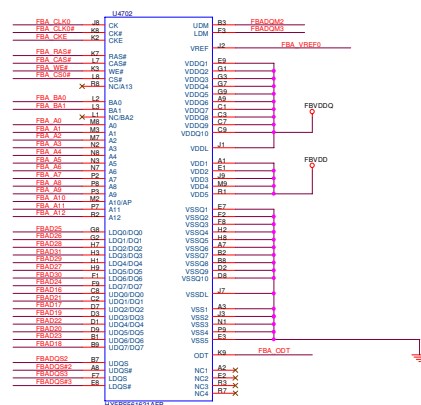 U4702
FBA_CLK0 J8 CK UDM B3 FBADQM2
FBA_CLK0# K8 CK# LDM F3 FBADQM3
FBA_CKE K2 CKE
VREF J2 FBA_VREF0
FBA_RAS# K7 RAS#
FBA_CAS# L7 CAS# VDDQ1 E9
FBA_WE# K3 WE# VDDQ2 G1
FBA_CS0# L8 CS# VDDQ3 G3
R8 NC/A13 VDDQ4 G7
VDDQ5 G9
FBA_BA0 L2 BA0 VDDQ6 A9
FBA_BA1 L3 BA1 VDDQ7 C1
L1 NC/BA2 VDDQ8 C3
FBA_A0 M8 A0 VDDQ9 C7
FBA_A1 M3 A1 VDDQ10 C9
FBVDDQ
FBA_A2 M7 A2
FBA_A3 N2 A3 VDDL J1
FBA_A4 N8 A4
FBA_A5 N3 A5 VDD1 A1
FBA_A6 N7 A6 VDD2 E1
FBVDD
FBA_A7 P2 A7 VDD3 J9
FBA_A8 P8 A8 VDD4 M9
FBA_A9 P3 A9 VDD5 R1
FBA_A10 M2 A10/AP
FBA_A11 P7 A11 VSSQ1 E7
FBA_A12 R2 A12 VSSQ2 F2
VSSQ3 F8
FBAD25 G8 LDQ0/DQ0 VSSQ4 H2
FBAD26 G2 LDQ1/DQ1 VSSQ5 H8
FBAD28 H7 LDQ2/DQ2 VSSQ6 A7
FBAD31 H3 LDQ3/DQ3 VSSQ7 B2
FBAD29 H1 LDQ4/DQ4 VSSQ8 B8
FBAD27 H9 LDQ5/DQ5 VSSQ9 D2
FBAD30 F1 LDQ6/DQ6 VSSQ10 D8
FBAD24 F9 LDQ7/DQ7
FBAD16 C8 UDQ0/DQ0 VSSDL J7
FBAD21 C2 UDQ1/DQ1
FBAD17 D7 UDQ2/DQ2 VSS1 A3
FBAD19 D3 UDQ3/DQ3 VSS2 J3
FBAD22 D1 UDQ4/DQ4 VSS3 N1
FBAD20 D9 UDQ5/DQ5 VSS4 P9
FBAD23 B1 UDQ6/DQ6 VSS5 E3
FBAD18 B9 UDQ7/DQ7
ODT K9 FBA_ODT
FBADQS2 B7 UDQS
FBADQS#2 A8 UDQS# NC1 A2
FBADQS3 F7 LDQS NC2 E2
FBADQS#3 E8 LDQS# NC3 R3
NC4 R7